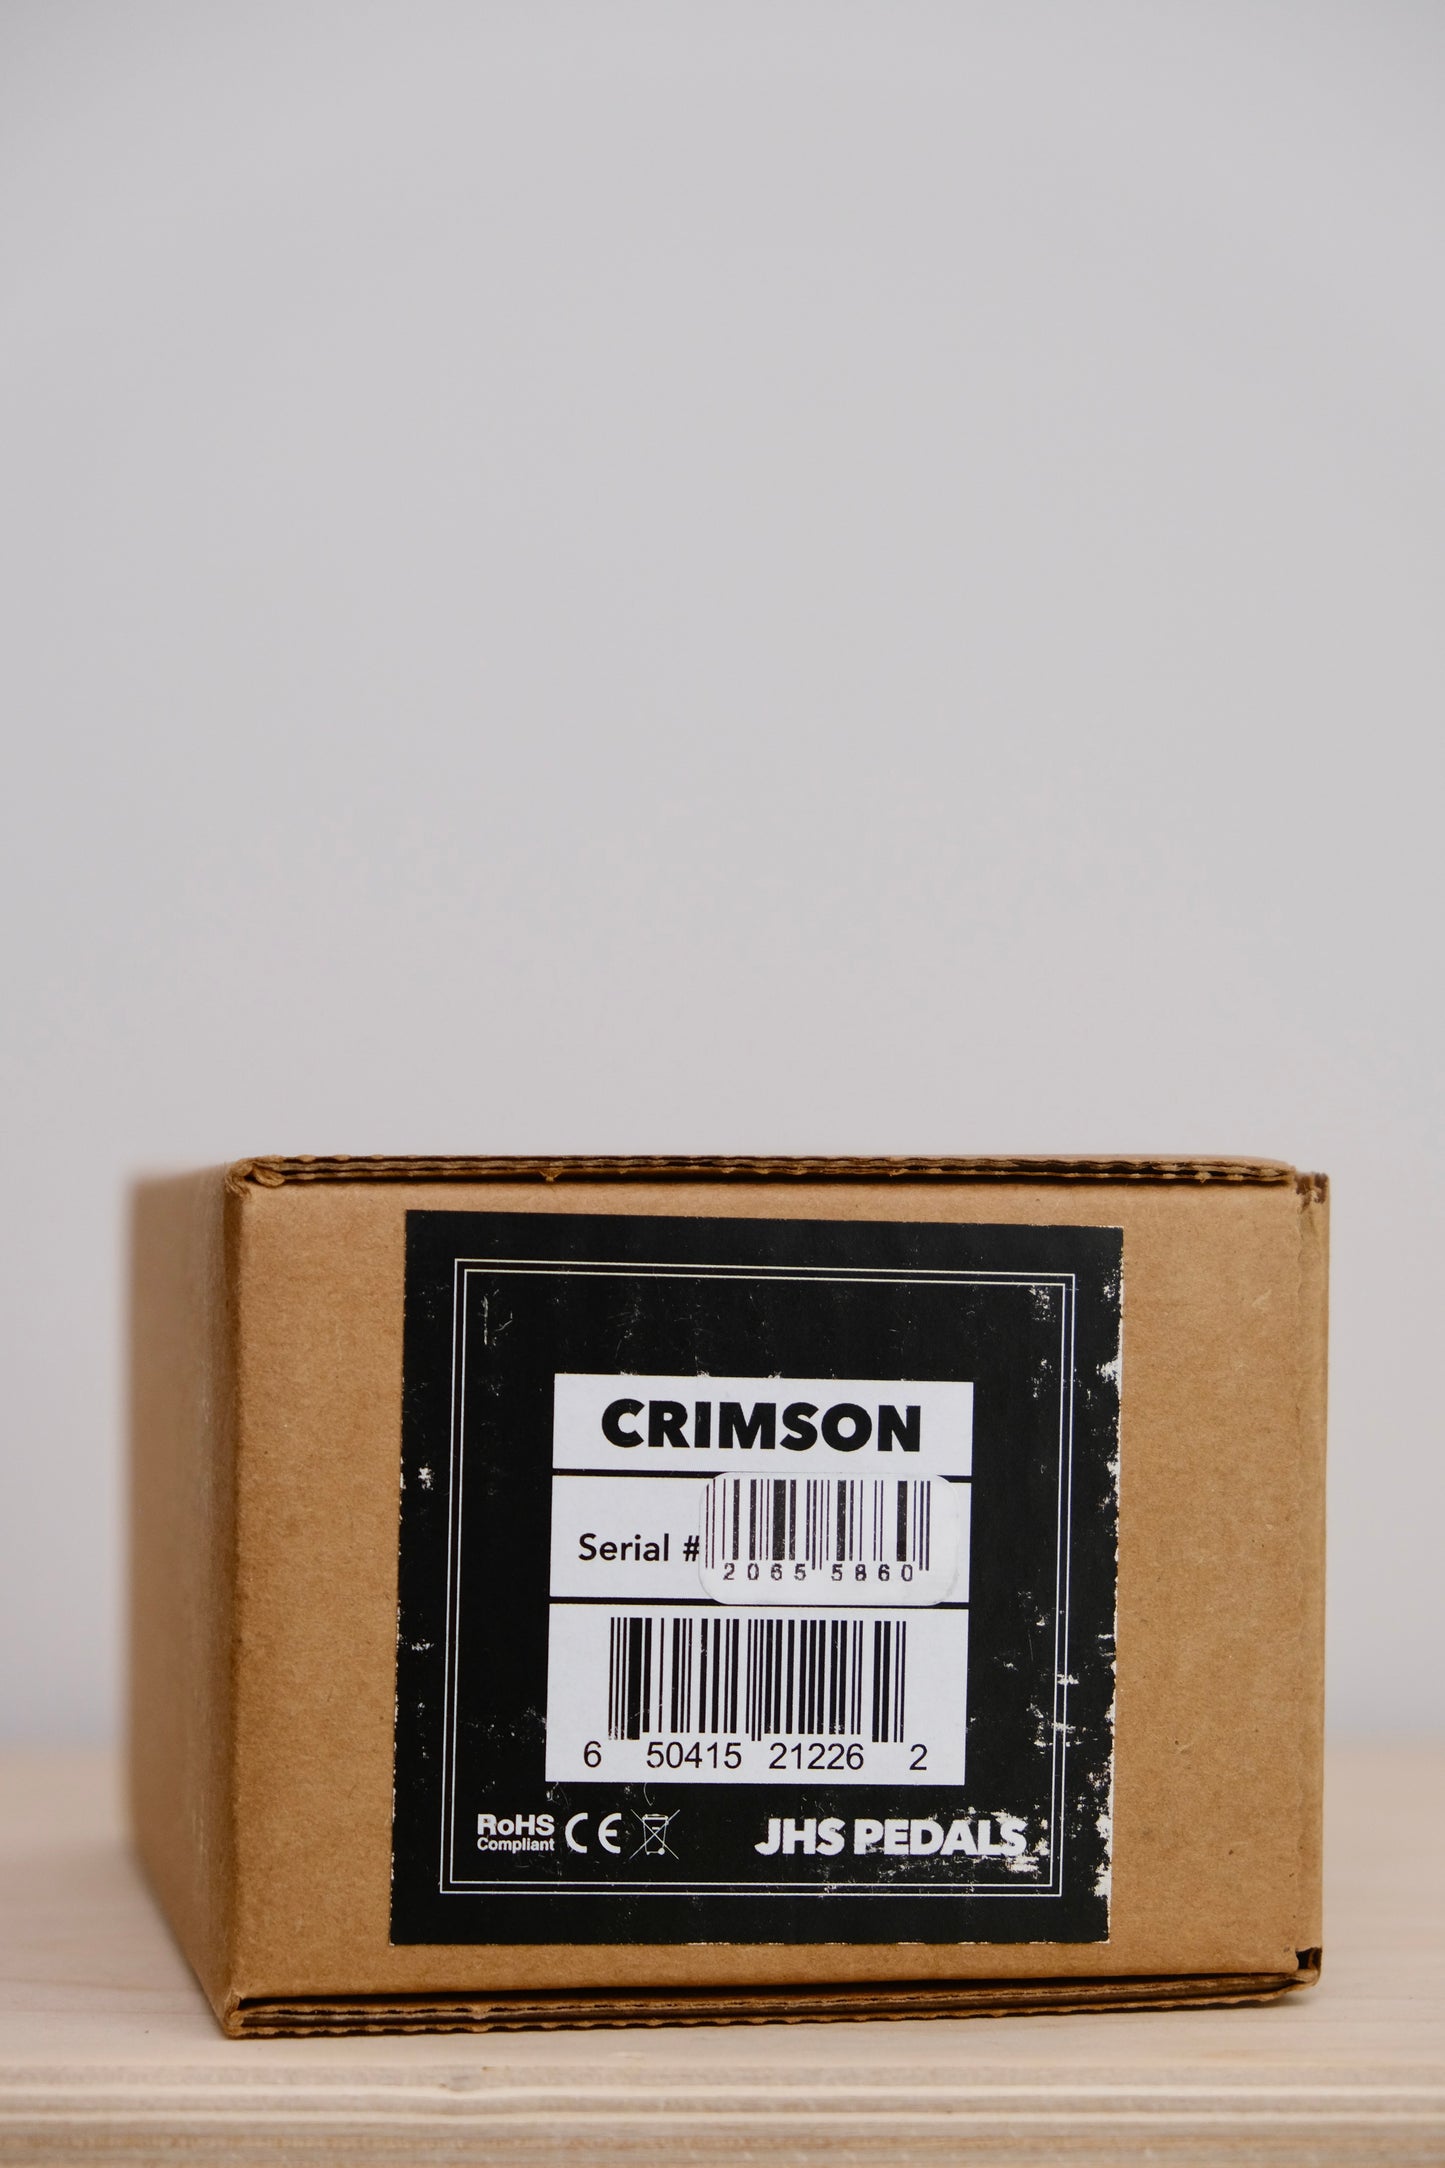 CRIMSON
Serial #
2065 5860
6 50415 21226 2
RoHS
Compliant
CE
JHS PEDALS